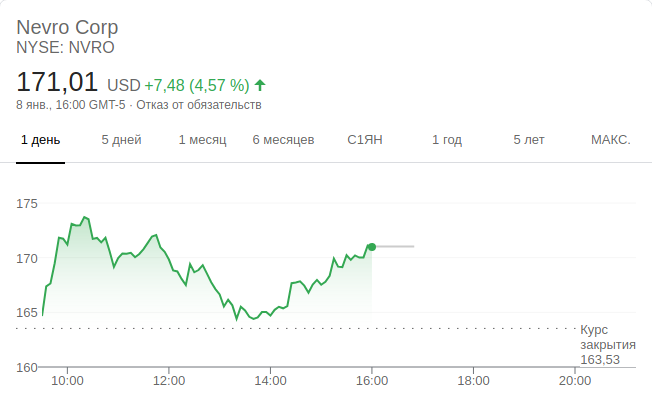 Nevro Corp
NYSE: NVRO
171,01 USD +7,48 (4,57 %)
8 янв., 16:00 GMT-5 · Отказ от обязательств
1 день 5 дней 1 месяц 6 месяцев С1ЯН 1 год 5 лет МАКС.
175
170
165
Курс
закрытия
163,53
160
10:00 12:00 14:00 16:00 18:00 20:00